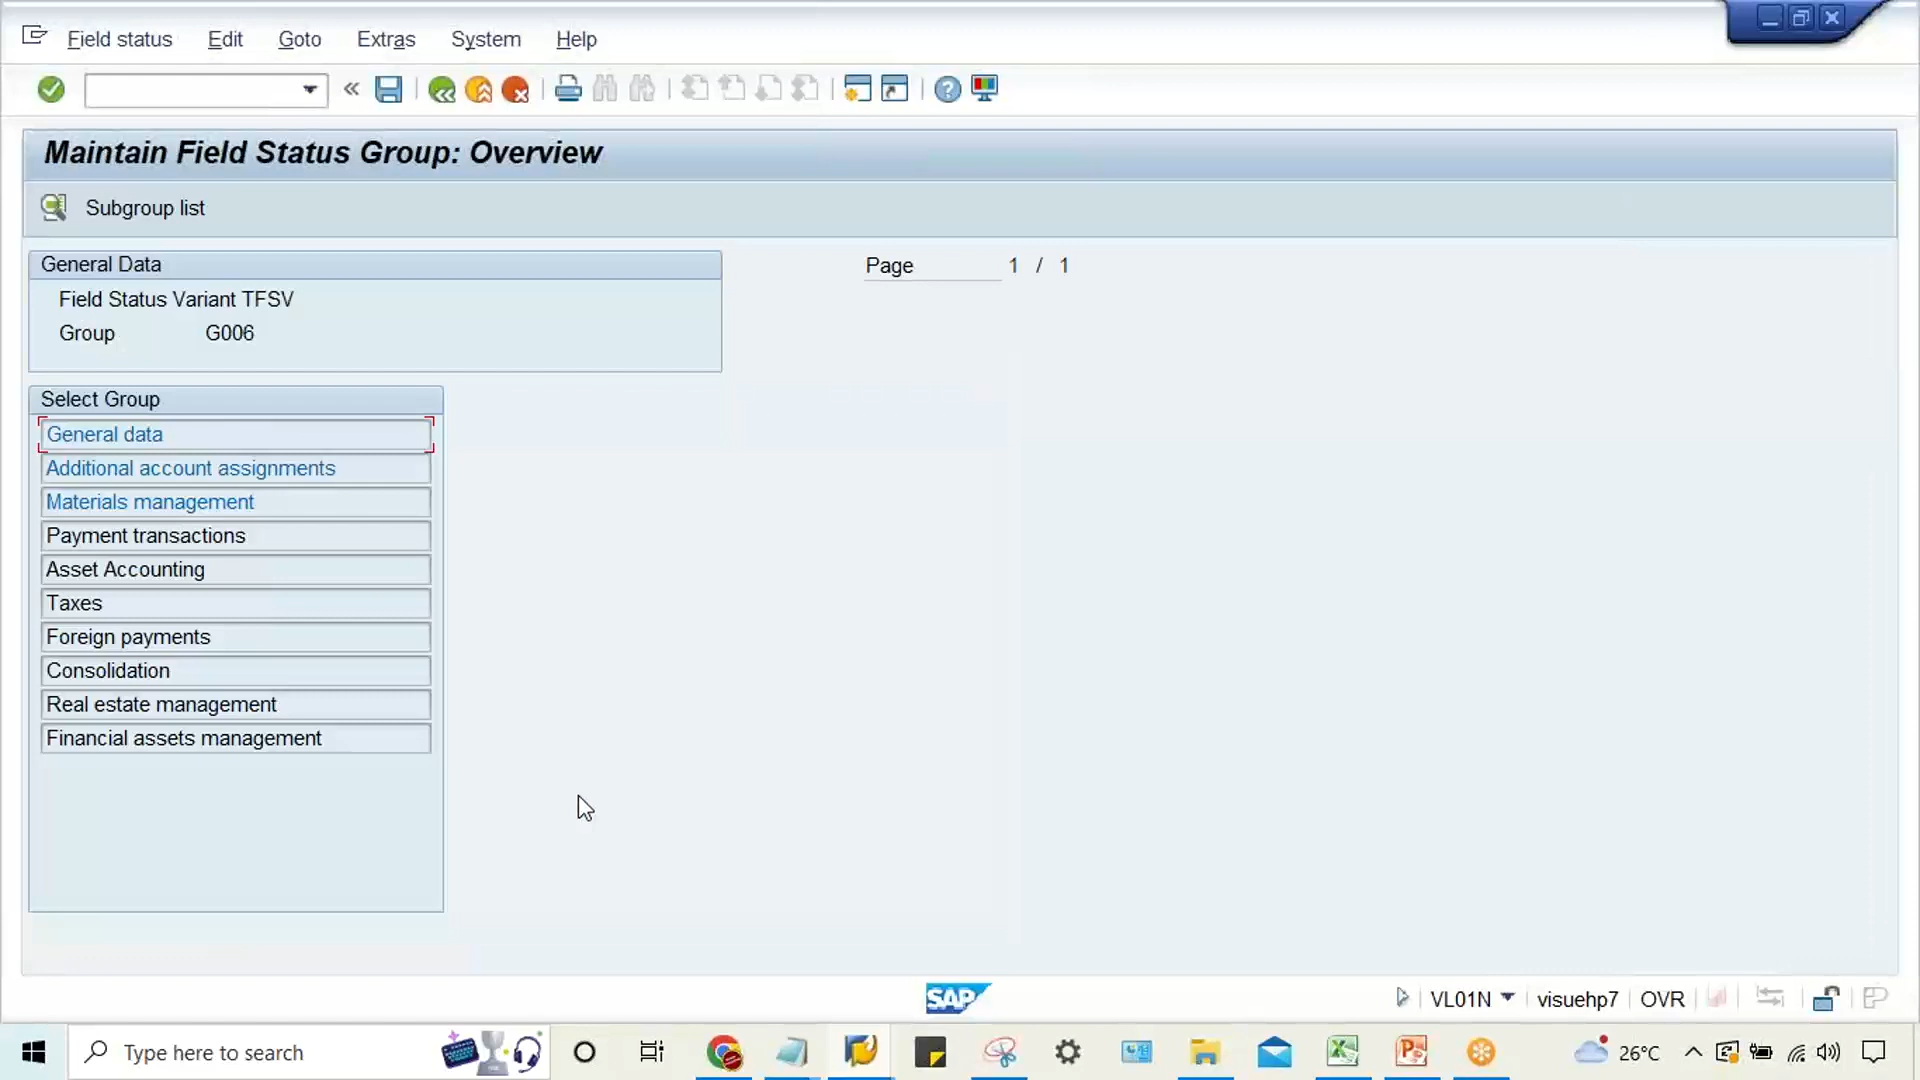 Field status Edit Goto Extras System Help
Maintain Field Status Group: Overview
Subgroup list
General Data
Page 1 / 1
Field Status Variant TFSV
Group G006
Select Group
General data
Additional account assignments
Materials management
Payment transactions
Asset Accounting
Taxes
Foreign payments
Consolidation
Real estate management
Financial assets management
SAP
VL01N visuehp7 OVR
Type here to search
26°C